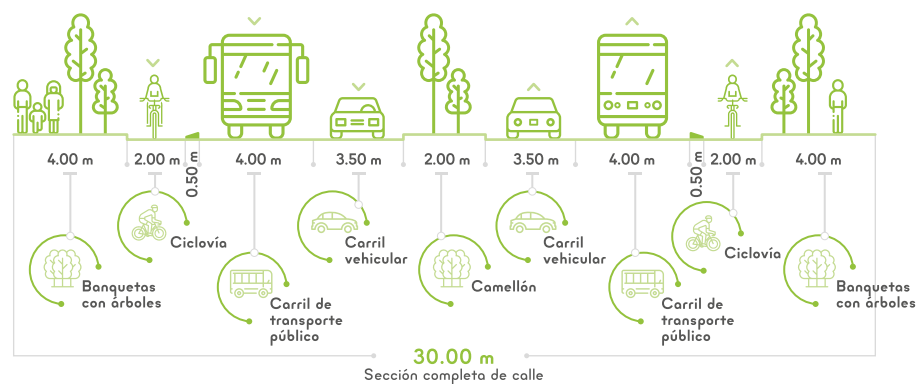 4.00 m
2.00 m
0.50 m
4.00 m
3.50 m
2.00 m
3.50 m
4.00 m
0.50 m
2.00 m
4.00 m
Banquetas
con árboles
Ciclovía
Carril de
transporte
público
Carril
vehicular
Camellón
Carril
vehicular
Carril de
transporte
público
Ciclovía
Banquetas
con árboles
30.00 m
Sección completa de calle